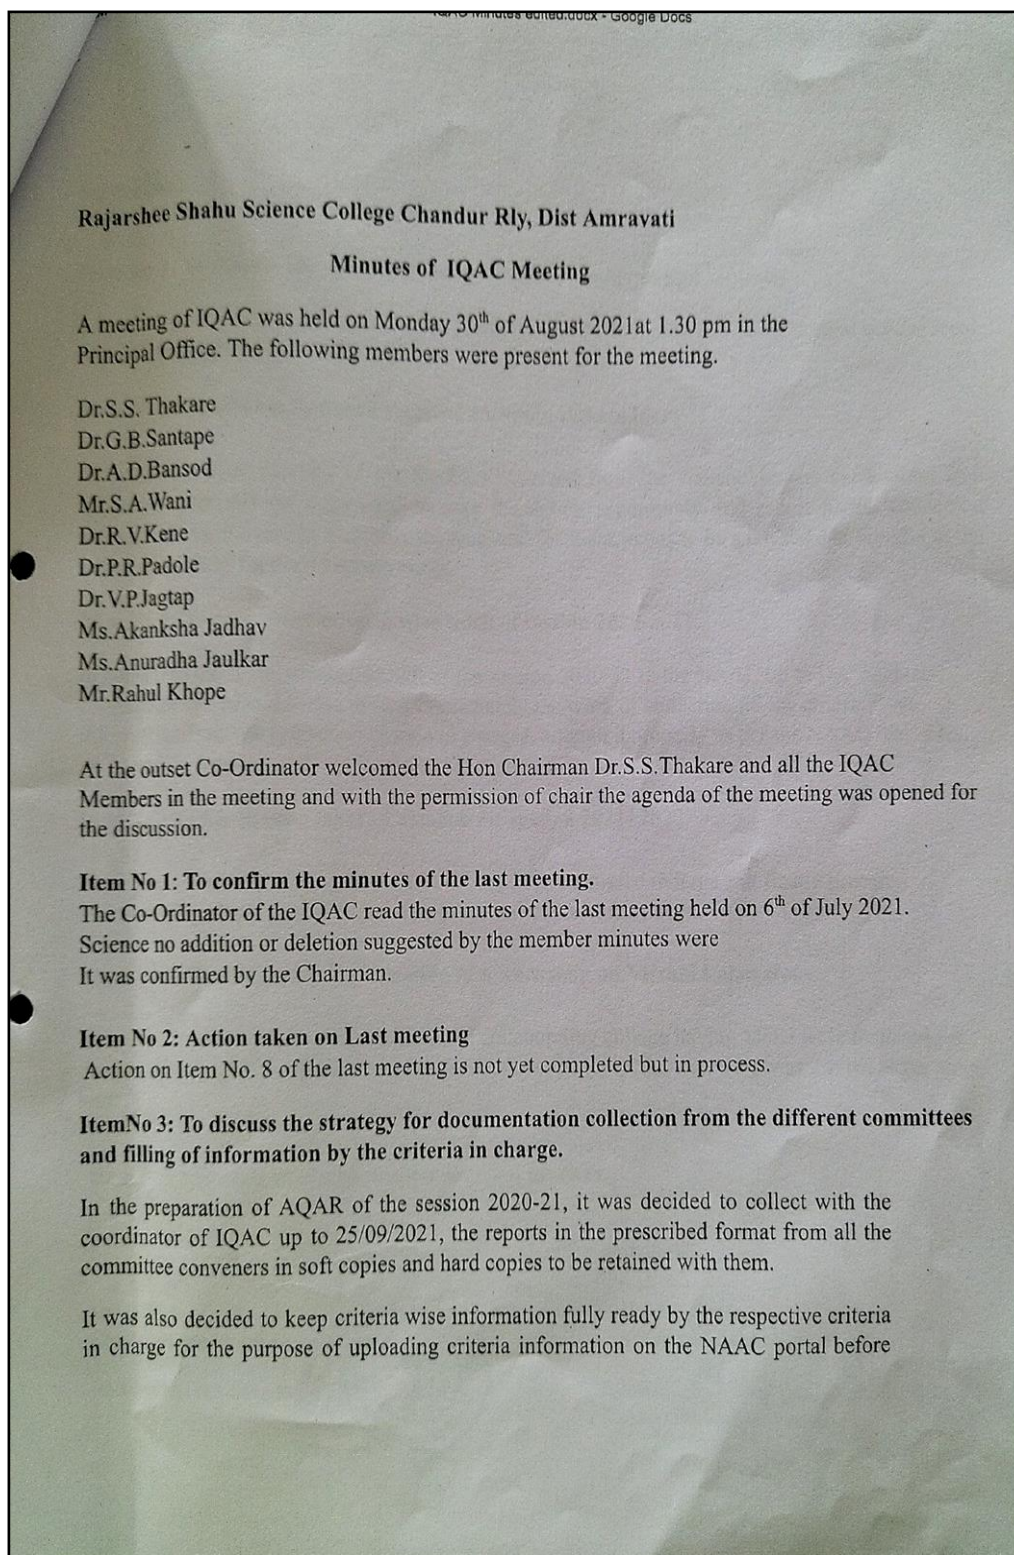 IQAC Minutes edited.docx - Google Docs
Rajarshee Shahu Science College Chandur Rly, Dist Amravati
Minutes of IQAC Meeting
A meeting of IQAC was held on Monday 30th of August 2021at 1.30 pm in the
Principal Office. The following members were present for the meeting.
Dr.S.S. Thakare
Dr.G.B.Santape
Dr.A.D.Bansod
Mr.S.A.Wani
Dr.R.V.Kene
Dr.P.R.Padole
Dr.V.P.Jagtap
Ms.Akanksha Jadhav
Ms.Anuradha Jaulkar
Mr.Rahul Khope
At the outset Co-Ordinator welcomed the Hon Chairman Dr.S.S.Thakare and all the IQAC
Members in the meeting and with the permission of chair the agenda of the meeting was opened for
the discussion.
Item No 1: To confirm the minutes of the last meeting.
The Co-Ordinator of the IQAC read the minutes of the last meeting held on 6th of July 2021.
Science no addition or deletion suggested by the member minutes were
It was confirmed by the Chairman.
Item No 2: Action taken on Last meeting
Action on Item No. 8 of the last meeting is not yet completed but in process.
ItemNo 3: To discuss the strategy for documentation collection from the different committees
and filling of information by the criteria in charge.
In the preparation of AQAR of the session 2020-21, it was decided to collect with the
coordinator of IQAC up to 25/09/2021, the reports in the prescribed format from all the
committee conveners in soft copies and hard copies to be retained with them.
It was also decided to keep criteria wise information fully ready by the respective criteria
in charge for the purpose of uploading criteria information on the NAAC portal before